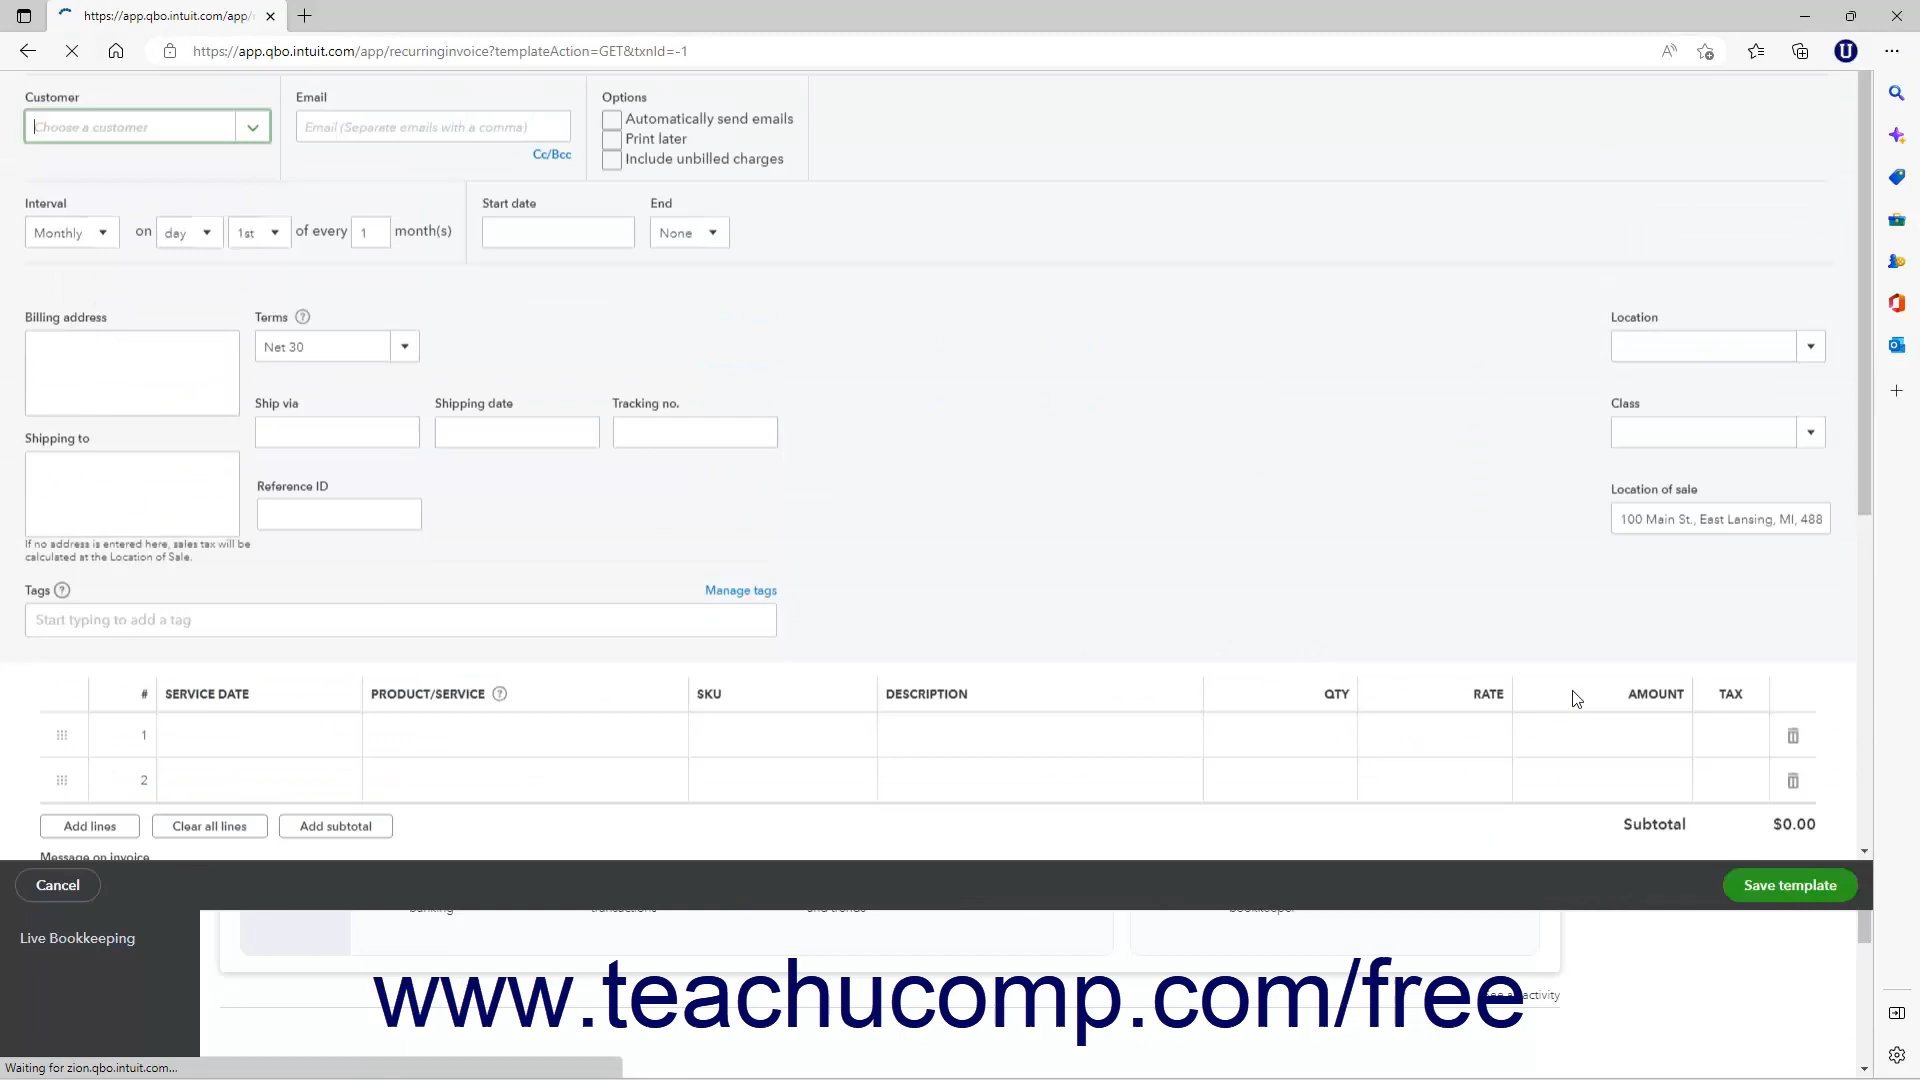 https://app.qbo.intuit.com/app/
https://app.qbo.intuit.com/app/recurringinvoice?templateAction=GET&txnId=-1
Customer
Email
Options
Choose a customer
Email (Separate emails with a comma)
Automatically send emails
Print later
Cc/Bcc
Include unbilled charges
Interval
Start date
End
Monthly
on
day
1st
of every
1
month(s)
None
Billing address
Terms
Location
Net 30
Ship via
Shipping date
Tracking no.
Class
Shipping to
Reference ID
Location of sale
100 Main St., East Lansing, MI, 488
If no address is entered here, sales tax will be
calculated at the Location of Sale.
Tags
Manage tags
Start typing to add a tag
# SERVICE DATE PRODUCT/SERVICE SKU DESCRIPTION QTY RATE AMOUNT TAX
1
2
Add lines
Clear all lines
Add subtotal
Subtotal
$0.00
Message on invoice
Cancel
Save template
banking
transactions
and trends
bookkeeper
Live Bookkeeping
www.teachucomp.com/free
activity
Waiting for zion.qbo.intuit.com...